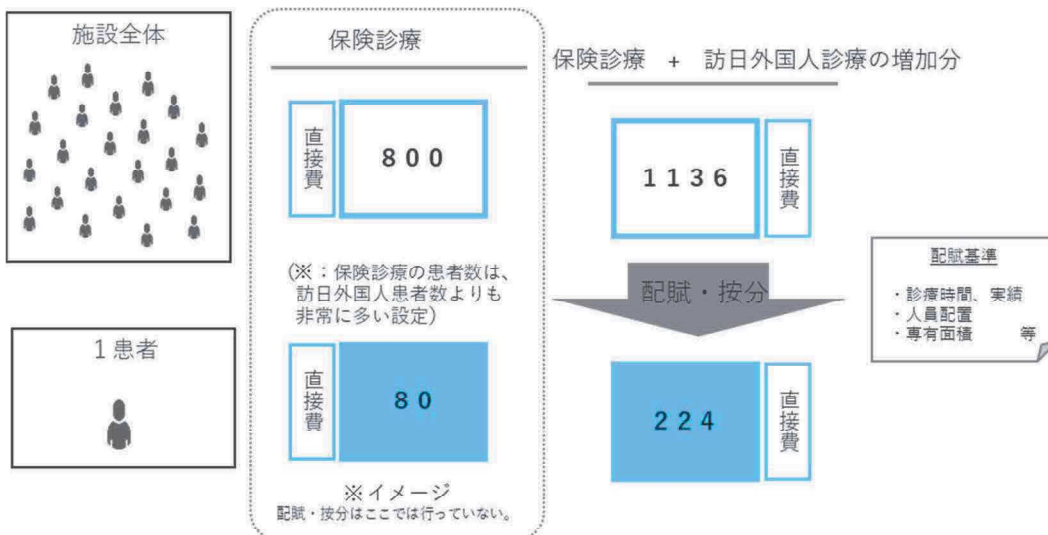 施設全体
保険診療
保険診療 + 訪日外国人診療の増加分
直接費
800
1136
直接費
(※：保険診療の患者数は、
訪日外国人患者数よりも
非常に多い設定)
配賦・按分
配賦基準
・診療時間、実績
・人員配置
・専有面積 等
1患者
直接費
80
224
直接費
※イメージ
配賦・按分はここでは行っていない。